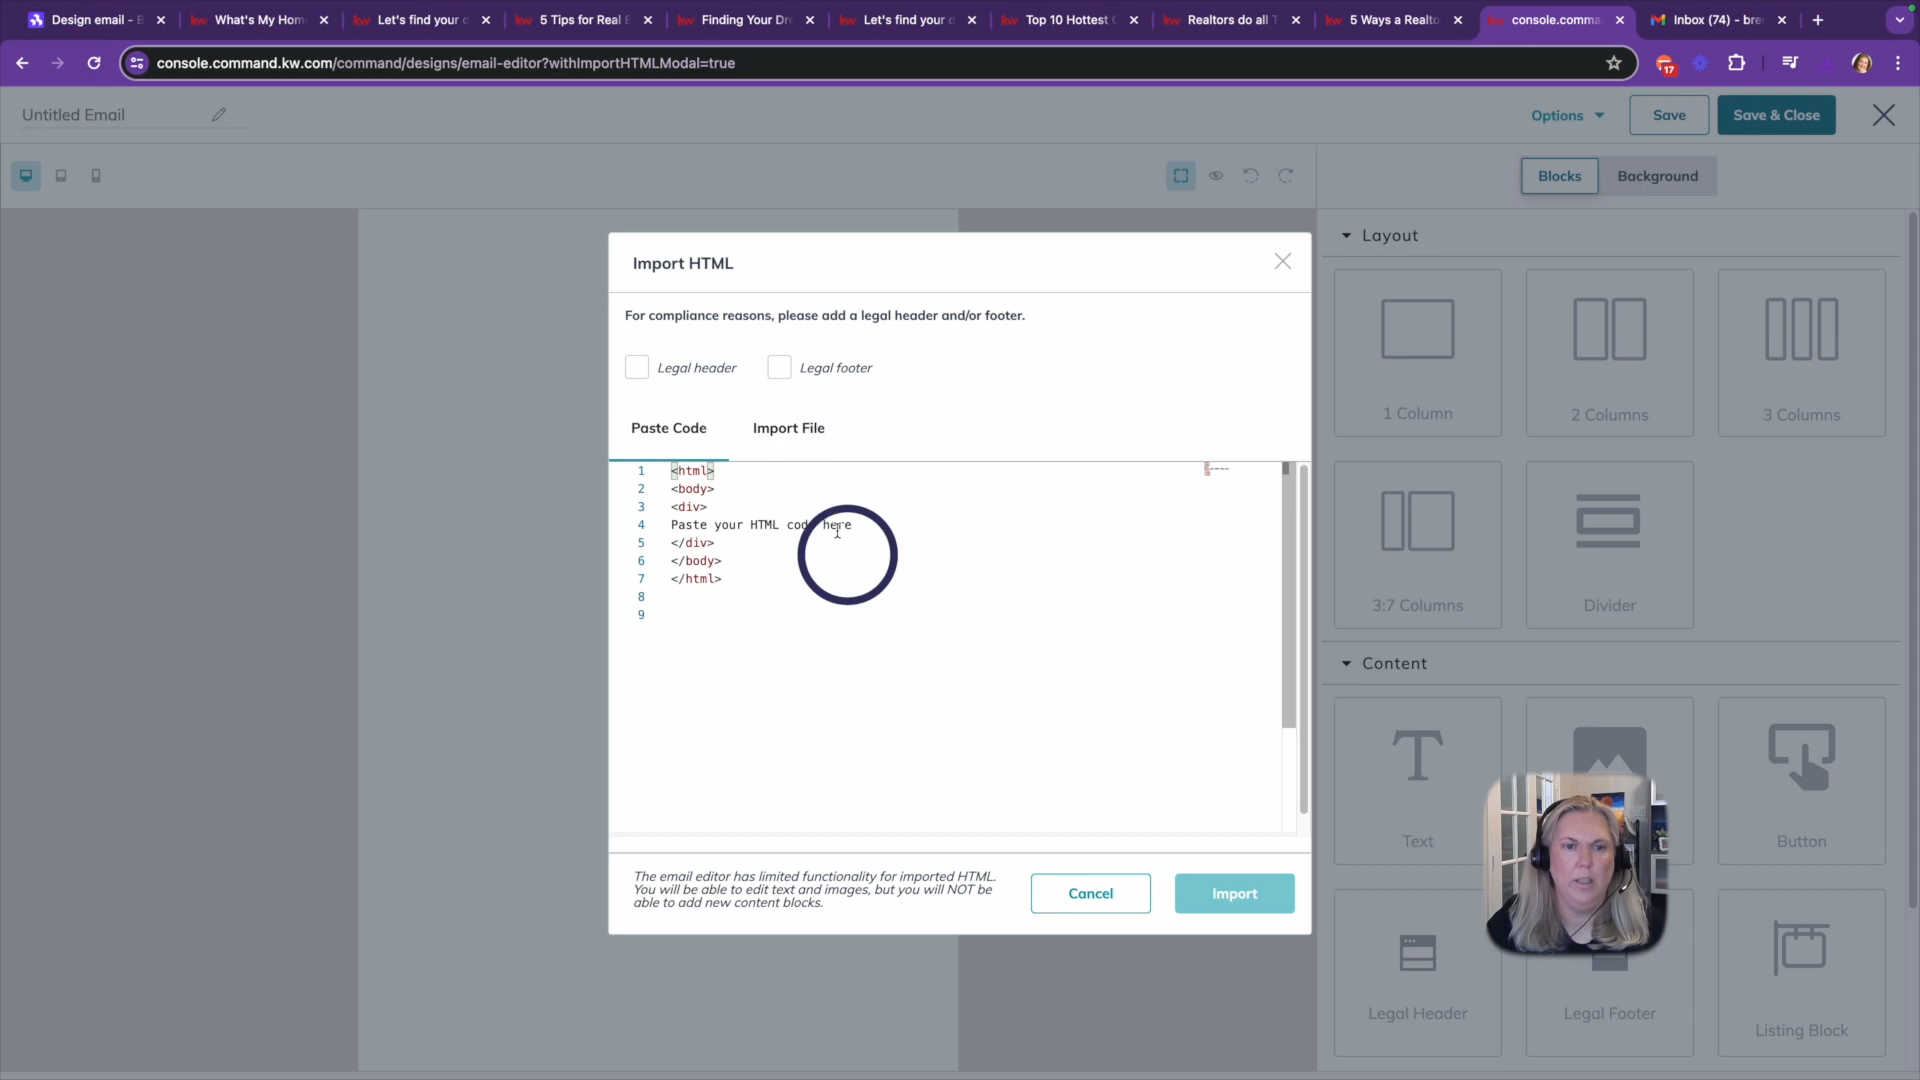 Design email - B
What's My Hom
Let's find your d
5 Tips for Real E
Finding Your Dre
Let's find your d
Top 10 Hottest C
Realtors do all T
5 Ways a Realto
console.comma
Inbox (74) - bre
console.command.kw.com/command/designs/email-editor?withImportHTMLModal=true
17
Untitled Email
Options
Save
Save & Close
Blocks
Background
Import HTML
For compliance reasons, please add a legal header and/or footer.
Legal header
Legal footer
Paste Code
Import File
1 <html>
2 <body>
3 <div>
4 Paste your HTML code here
5 </div>
6 </body>
7 </html>
8
9
The email editor has limited functionality for imported HTML.
You will be able to edit text and images, but you will NOT be
able to add new content blocks.
Cancel
Import
Layout
1 Column
2 Columns
3 Columns
3:7 Columns
Divider
Content
Text
Button
Legal Header
Legal Footer
Listing Block